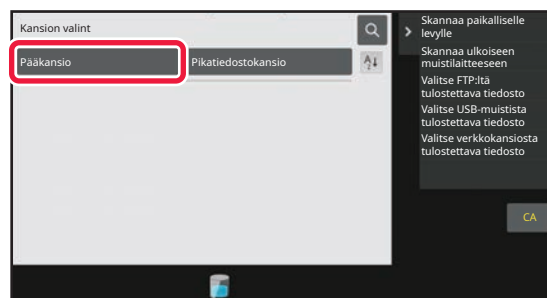 Kansion valint
Pääkansio
Pikatiedostokansio
Skannaa paikalliselle
levylle
Skannaa ulkoiseen
muistilaitteeseen
Valitse FTP:ltä
tulostettava tiedosto
Valitse USB-muistista
tulostettava tiedosto
Valitse verkkokansiosta
tulostettava tiedosto
CA